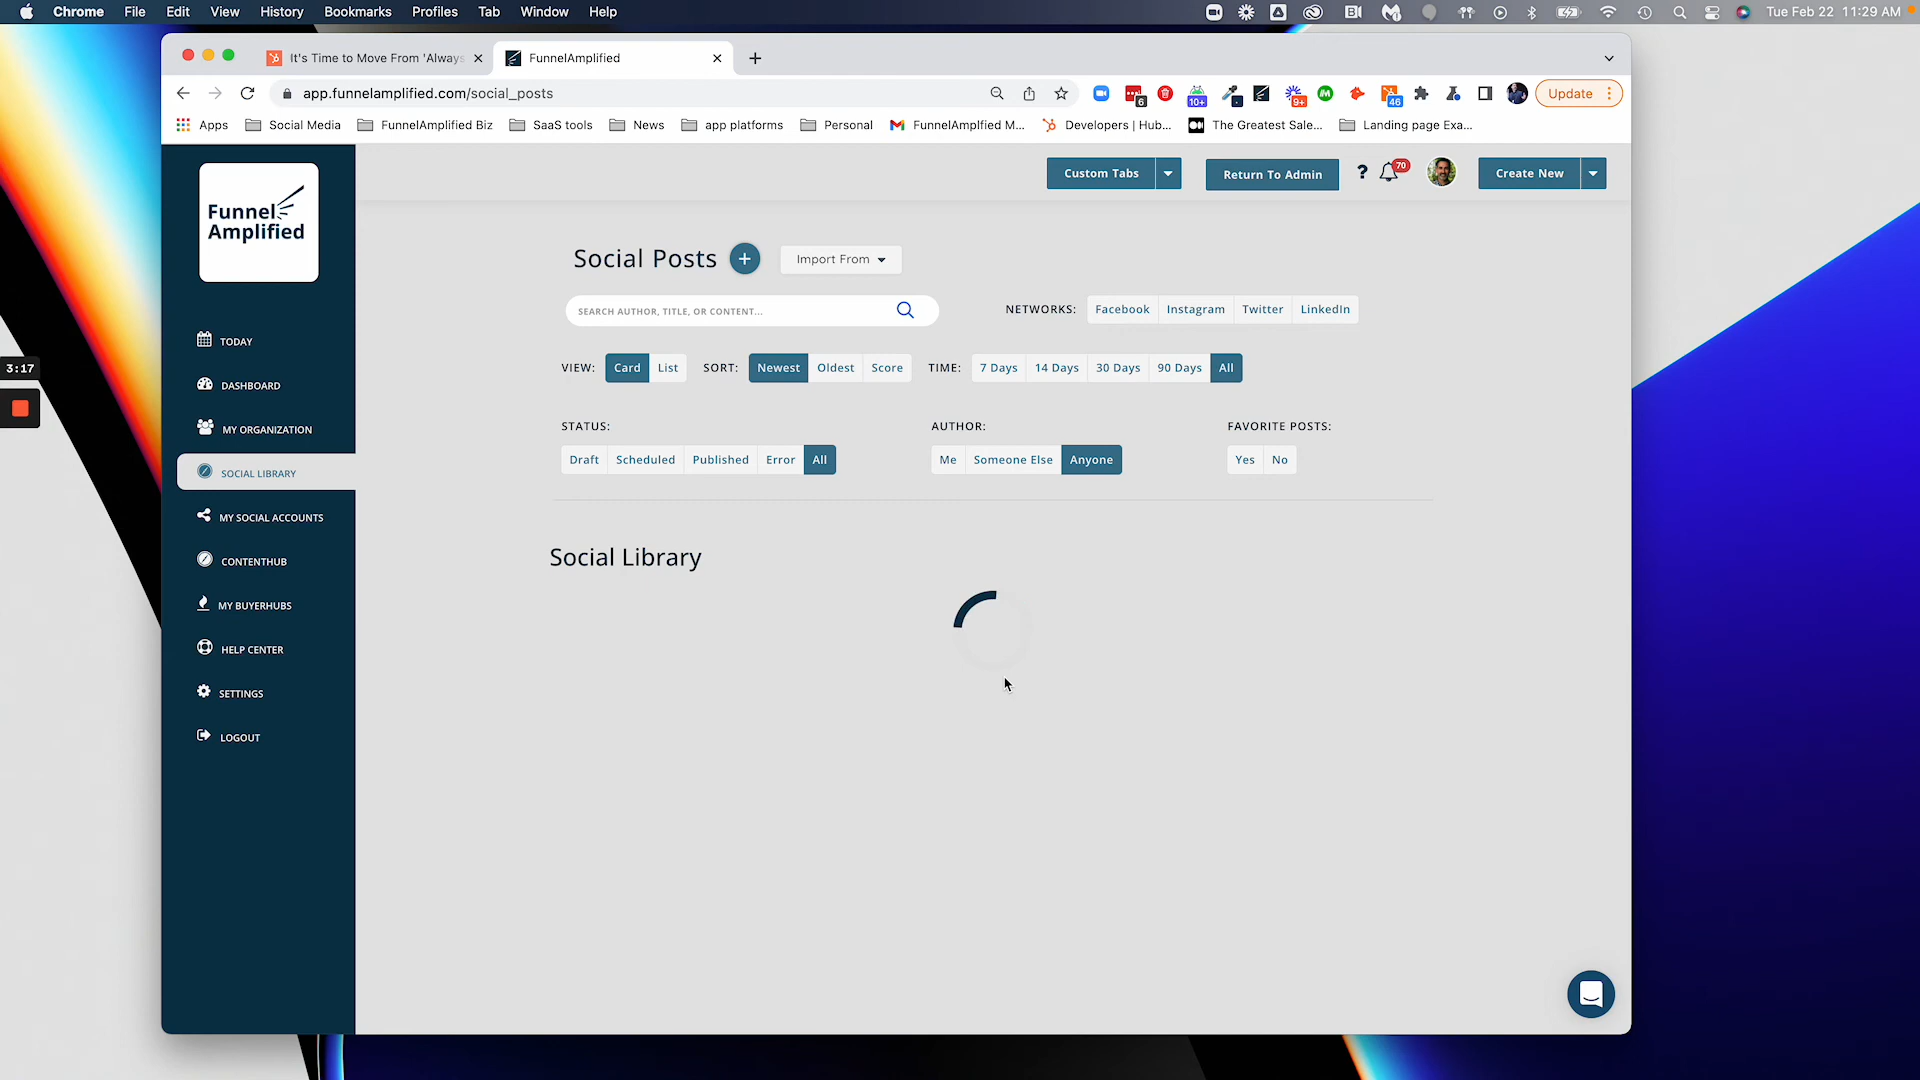 Chrome File Edit View History Bookmarks Profiles Tab Window Help Tue Feb 22 11:29 AM
It's Time to Move From 'Always FunnelAmplified
app.funnelamplified.com/social_posts 6 10+ 9+ 46 Update
Apps Social Media FunnelAmplified Biz SaaS tools News app platforms Personal FunnelAmplfied M... Developers | Hub... The Greatest Sale... Landing page Exa...
Funnel
Amplified
Custom Tabs Return To Admin ? 70 Create New
Social Posts + Import From
SEARCH AUTHOR, TITLE, OR CONTENT... NETWORKS: Facebook Instagram Twitter LinkedIn
VIEW: Card List SORT: Newest Oldest Score TIME: 7 Days 14 Days 30 Days 90 Days All
STATUS: AUTHOR: FAVORITE POSTS:
Draft Scheduled Published Error All Me Someone Else Anyone Yes No
Social Library
TODAY
DASHBOARD
MY ORGANIZATION
SOCIAL LIBRARY
MY SOCIAL ACCOUNTS
CONTENTHUB
MY BUYERHUBS
HELP CENTER
SETTINGS
LOGOUT
3:17